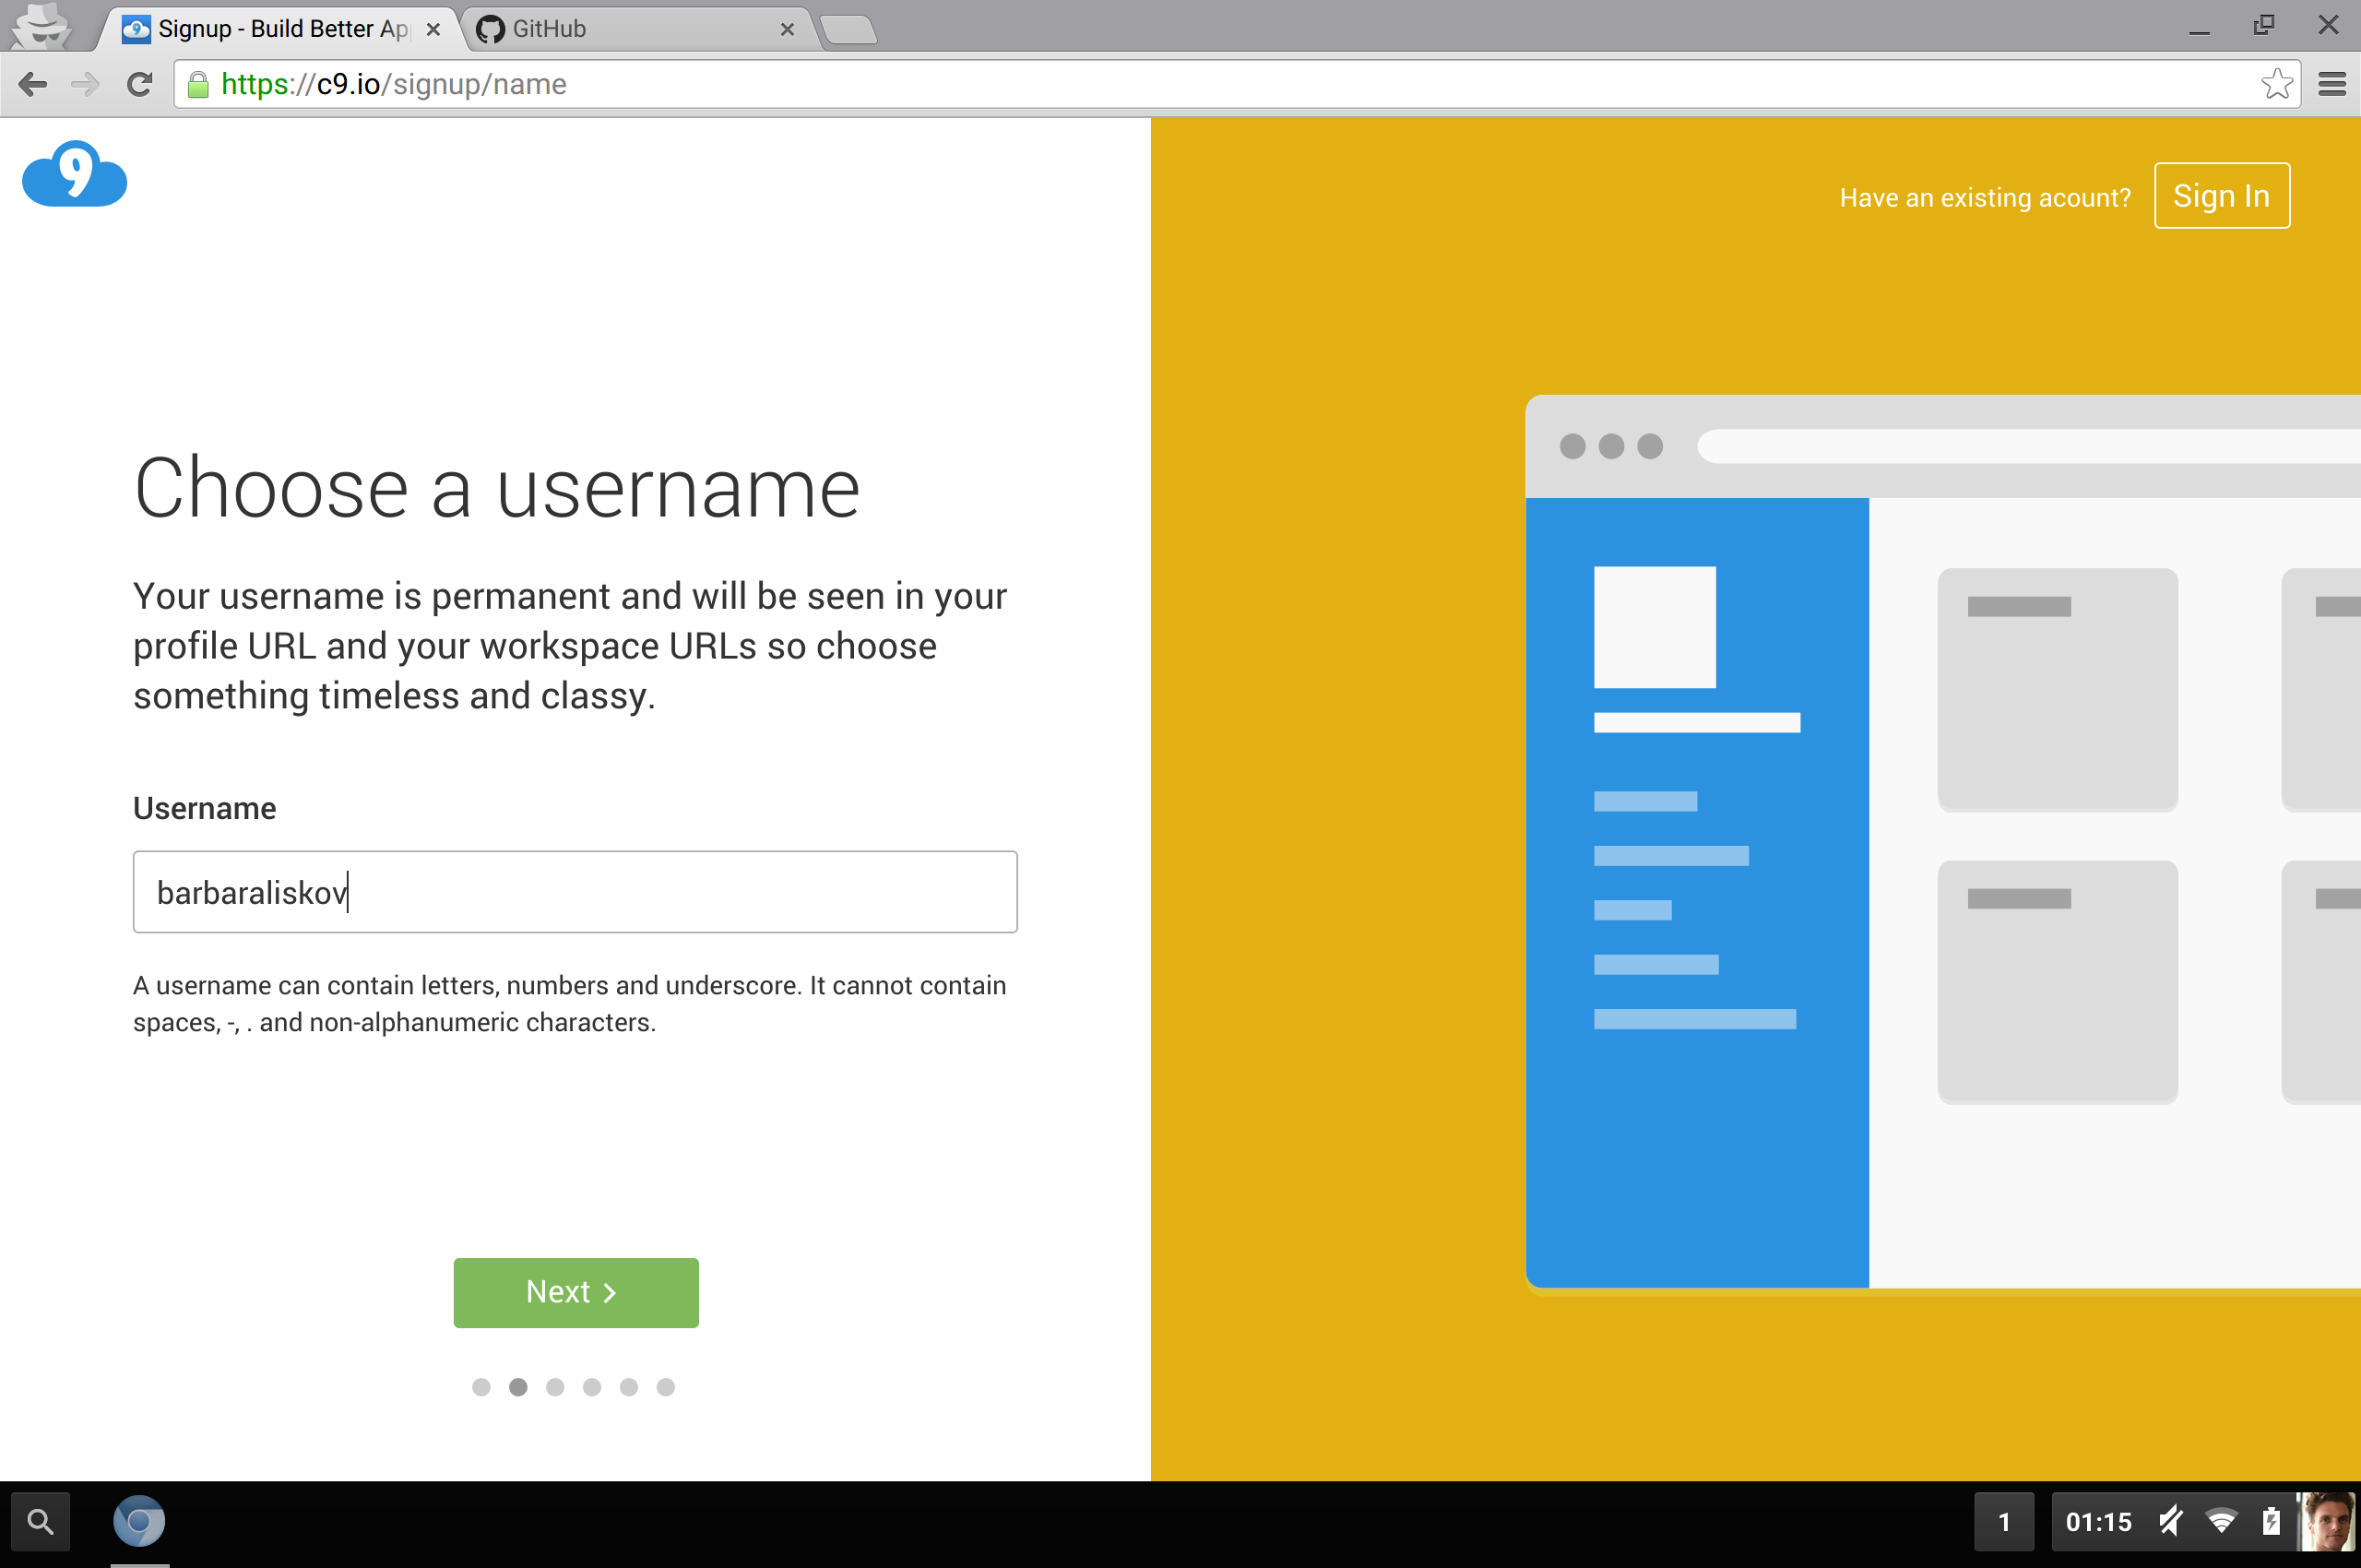 Signup - Build Better Ap
GitHub
https://c9.io/signup/name
9
Have an existing acount?
Sign In
Choose a username
Your username is permanent and will be seen in your
profile URL and your workspace URLs so choose
something timeless and classy.
Username
barbaraliskov
A username can contain letters, numbers and underscore. It cannot contain
spaces, -, . and non-alphanumeric characters.
Next
1
01:15